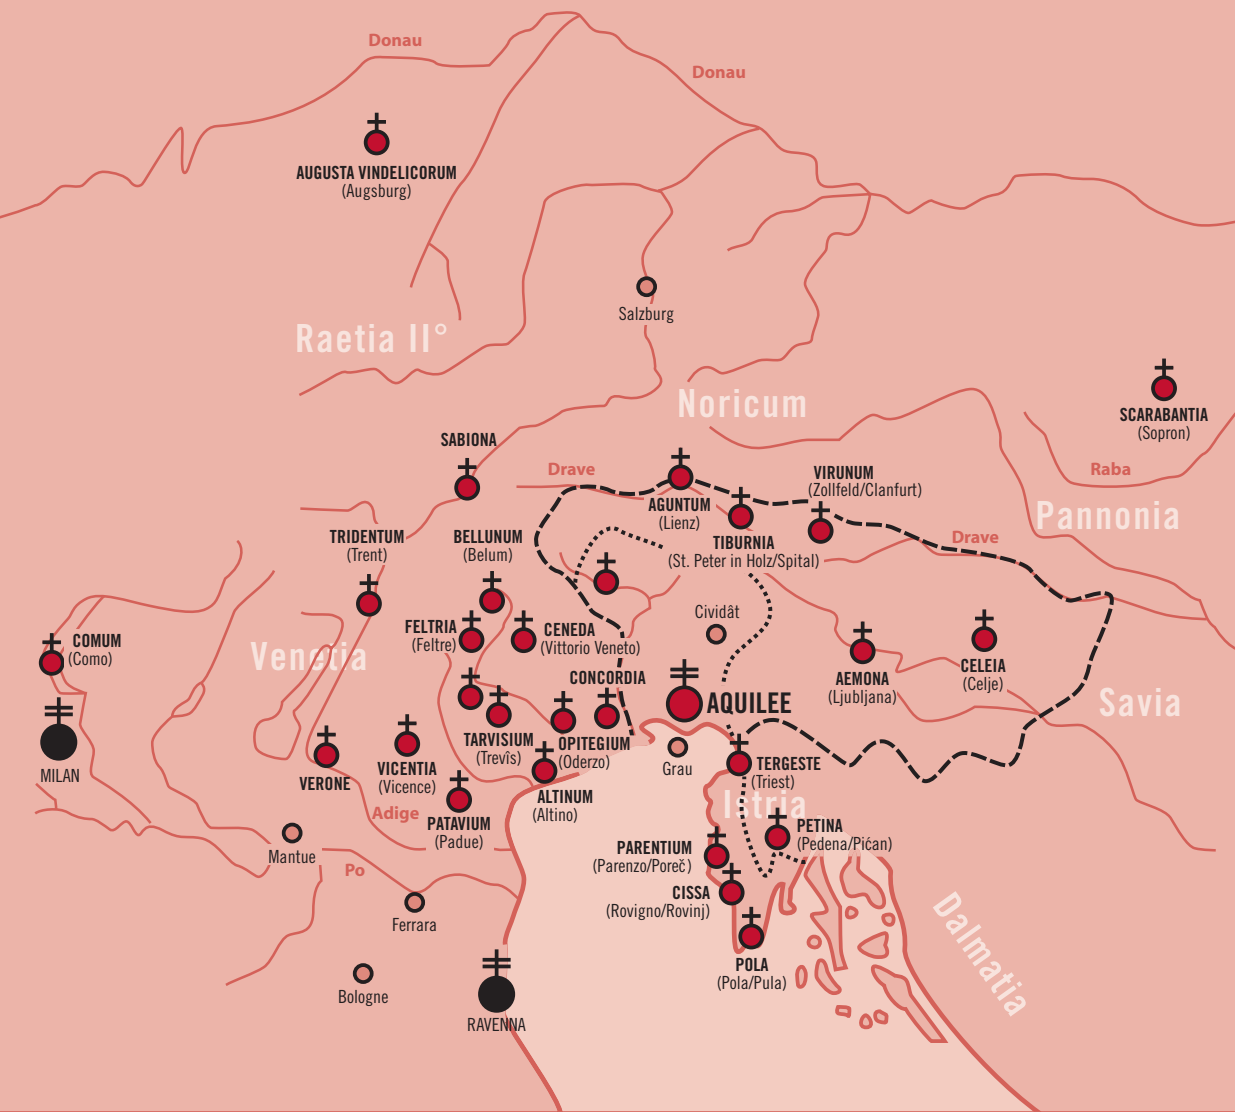 Donau
Donau
AUGUSTA VINDELICORUM
(Augsburg)
Salzburg
Raetia II°
Noricum
SCARABANTIA
(Sopron)
SABIONA
Drave
VIRUNUM
(Zollfeld/Clanfurt)
Raba
AGUNTUM
(Lienz)
Pannonia
TRIDENTUM
(Trent)
BELLUNUM
(Belum)
TIBURNIA
(St. Peter in Holz/Spital)
Drave
Cividât
COMUM
(Como)
Venetia
FELTRIA
(Feltre)
CENEDA
(Vittorio Veneto)
CONCORDIA
AEMONA
(Ljubljana)
CELEIA
(Celje)
Savia
AQUILEE
TARVISIUM
(Trevîs)
OPITEGIUM
(Oderzo)
MILAN
VERONE
VICENTIA
(Vicence)
Grau
TERGESTE
(Triest)
ALTINUM
(Altino)
Istria
Adige
PATAVIUM
(Padue)
PETINA
(Pedena/Pićan)
Mantue
PARENTIUM
(Parenzo/Poreč)
Po
CISSA
(Rovigno/Rovinj)
Ferrara
Dalmatia
POLA
(Pola/Pula)
Bologne
RAVENNA